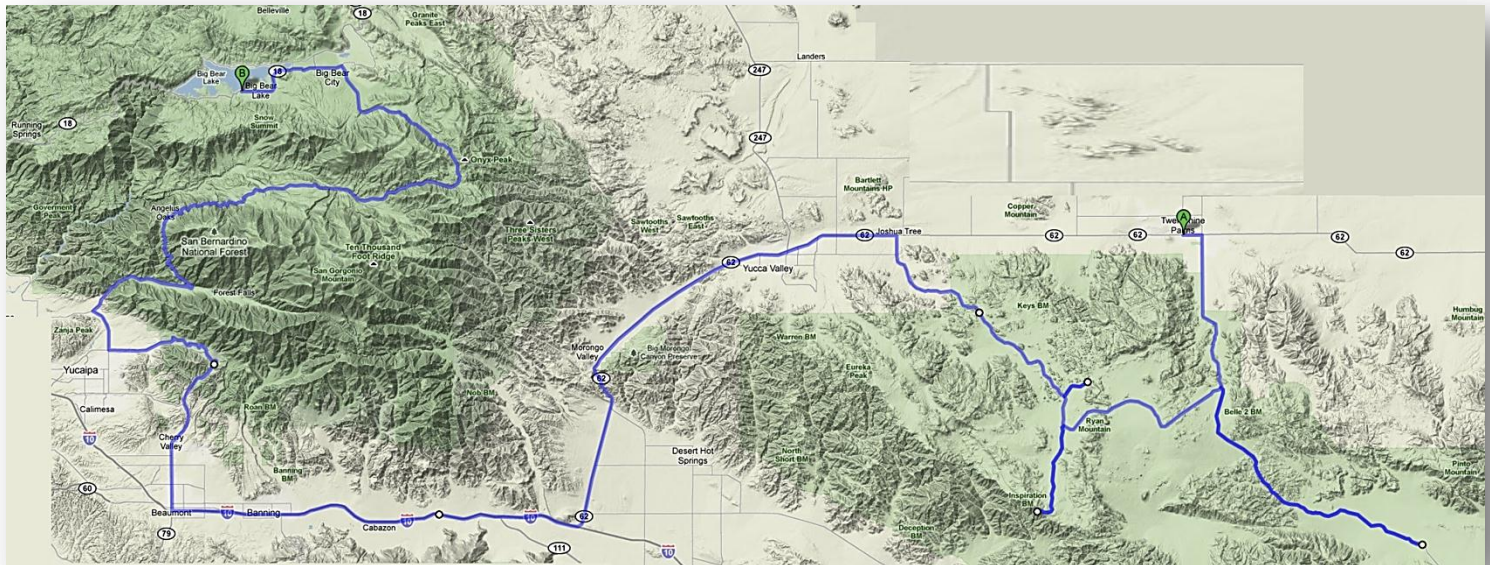 Belleville
18
Granite
Peaks East
Landers
247
Big Bear
Lake
B
18
Big Bear
City
Big Bear
Lake
Snow
Summit
Running
Springs
18
247
Onyx Peak
Bartlett
Mountains HP
Goverment
Peak
Angelus
Oaks
San Bernardino
National Forest
Three Sisters
Peaks West
Sawtooths
West
Sawtooths
East
Copper
Mountain
A
Twentynine
Palms
62
Joshua Tree
62
62
62
62
Ten Thousand
Foot Ridge
San Gorgonio
Mountain
62
Yucca Valley
Forest Falls
Keys BM
Humbug
Mountain
Zanja Peak
Yucaipa
Morongo
Valley
Big Morongo
Canyon Preserve
Warren BM
Eureka
Peak
62
Nob BM
Calimesa
Roan BM
Belle 2 BM
Ryan
Mountain
10
Cherry
Valley
Banning
BM
Desert Hot
Springs
North
Short BM
Pinto
Mountain
60
Inspiration
BM
Beaumont
10
Banning
10
Cabazon
10
62
79
111
10
Deception
BM